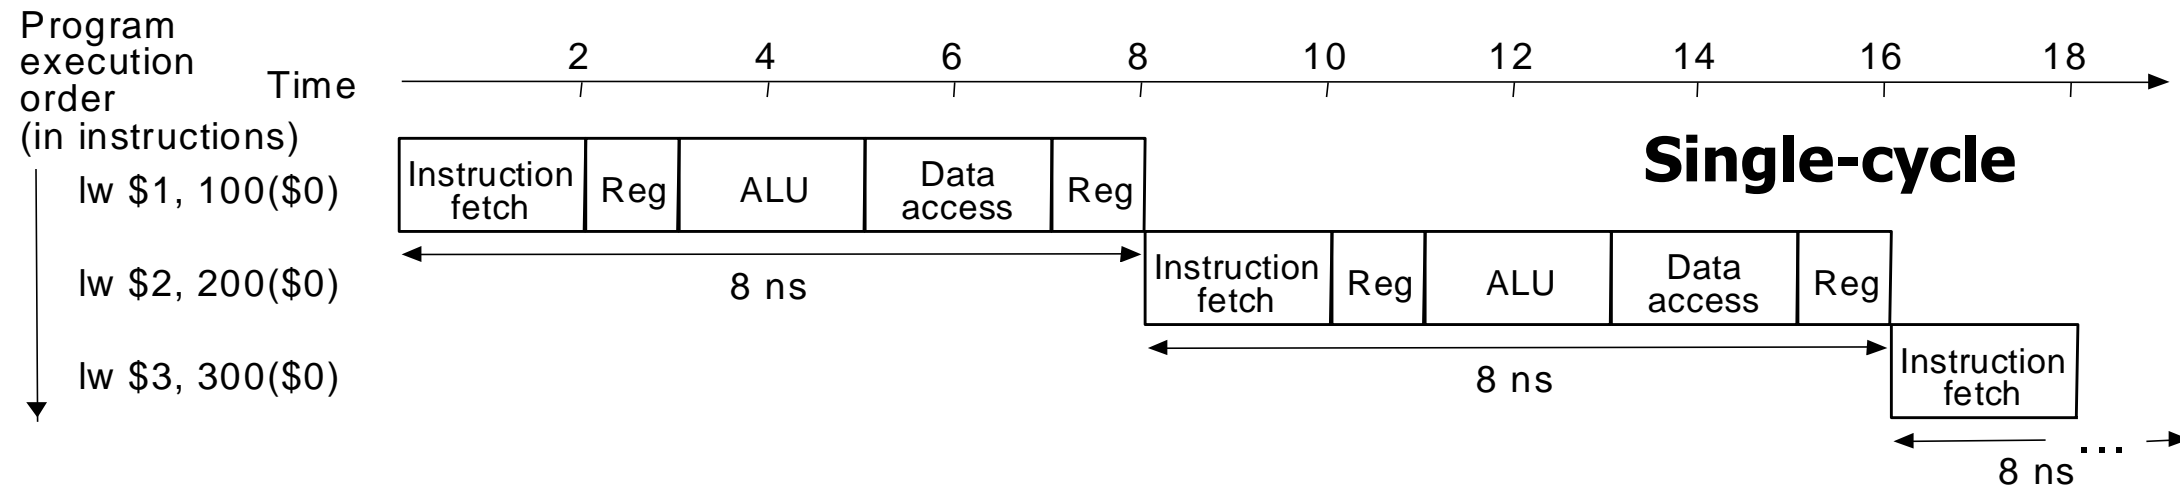 Program
execution
order
(in instructions)
Time
2 4 6 8 10 12 14 16 18
Single-cycle
lw $1, 100($0)
Instruction
fetch
Reg
ALU
Data
access
Reg
8 ns
lw $2, 200($0)
Instruction
fetch
Reg
ALU
Data
access
Reg
8 ns
lw $3, 300($0)
Instruction
fetch
...
8 ns